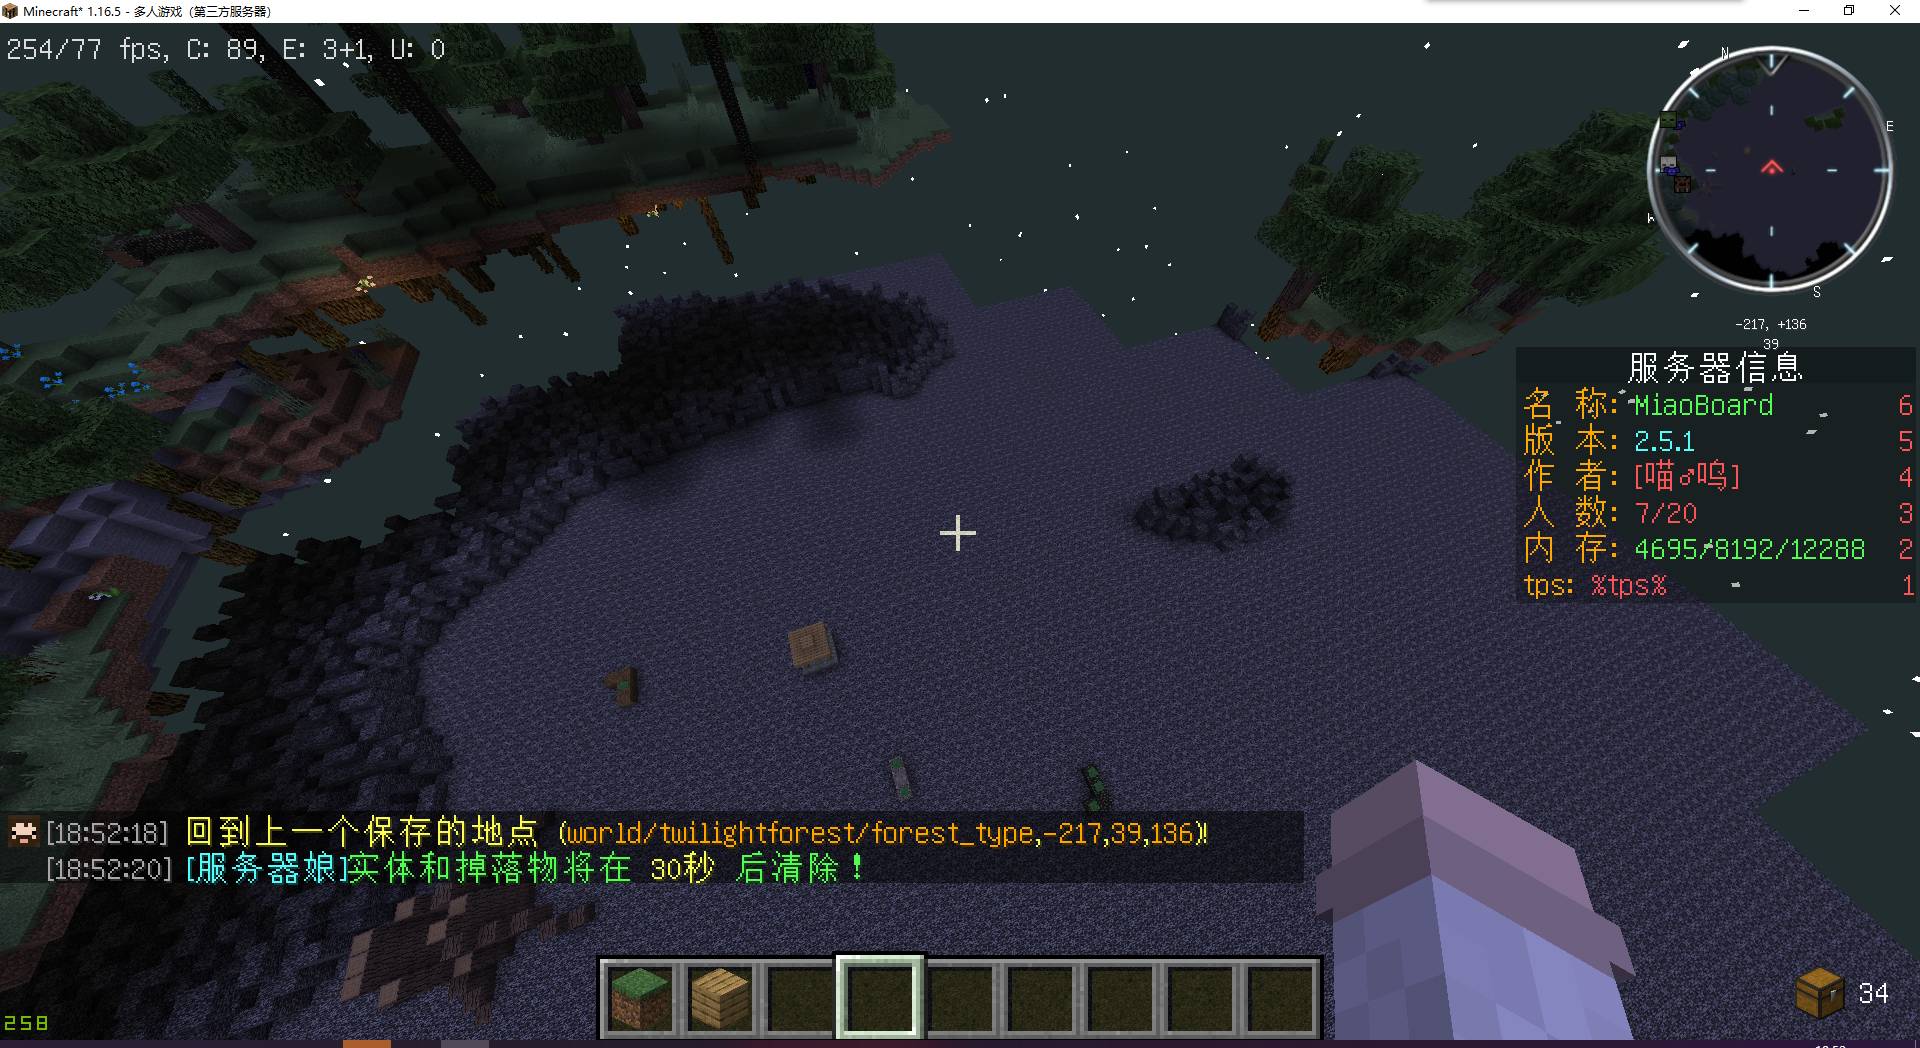 Minecraft* 1.16.5 - 多人游戏（第三方服务器）
254/77 fps, C: 89, E: 3+1, U: 0
N
E
W
S
-217, +136
39
服务器信息
名 称: MiaoBoard 6
版 本: 2.5.1 5
作 者: [喵♂呜] 4
人 数: 7/20 3
内 存: 4695/8192/12288 2
tps: %tps% 1
[18:52:18] 回到上一个保存的地点 (world/twilightforest/forest_type,-217,39,136)!
[18:52:20] [服务器娘]实体和掉落物将在 30秒 后清除！
34
258